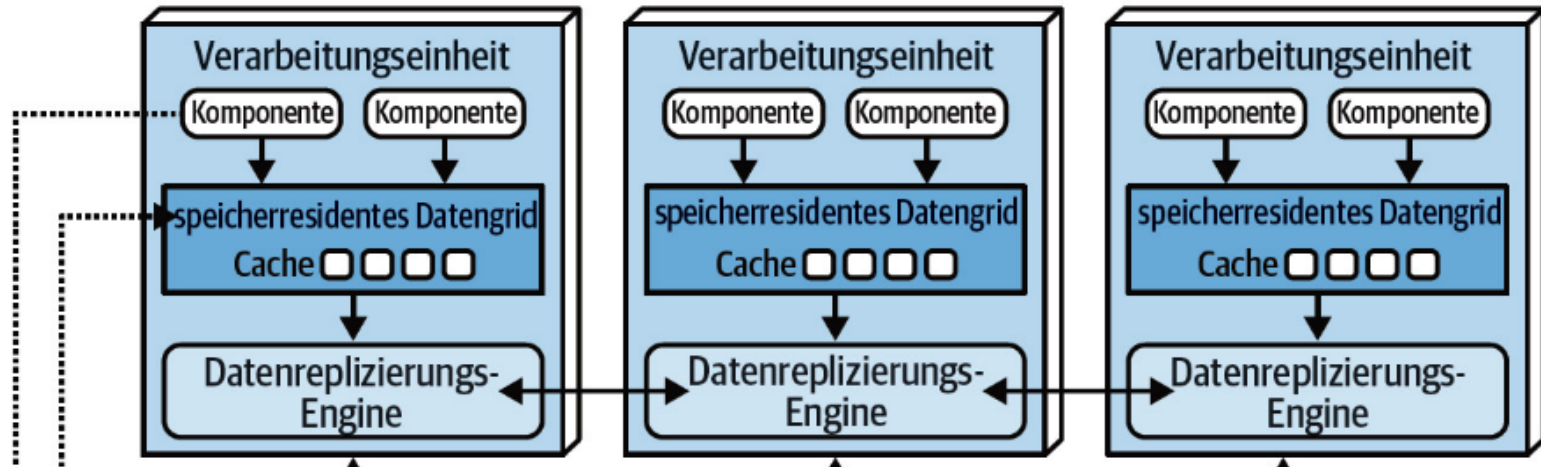 Verarbeitungseinheit
Komponente Komponente
speicherresidentes Datengrid
Cache
Datenreplizierungs-
Engine
Verarbeitungseinheit
Komponente Komponente
speicherresidentes Datengrid
Cache
Datenreplizierungs-
Engine
Verarbeitungseinheit
Komponente Komponente
speicherresidentes Datengrid
Cache
Datenreplizierungs-
Engine